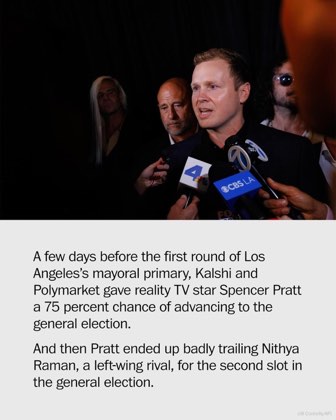 4
7
CBS LA
A few days before the first round of Los
Angeles's mayoral primary, Kalshi and
Polymarket gave reality TV star Spencer Pratt
a 75 percent chance of advancing to the
general election.
And then Pratt ended up badly trailing Nithya
Raman, a left-wing rival, for the second slot in
the general election.